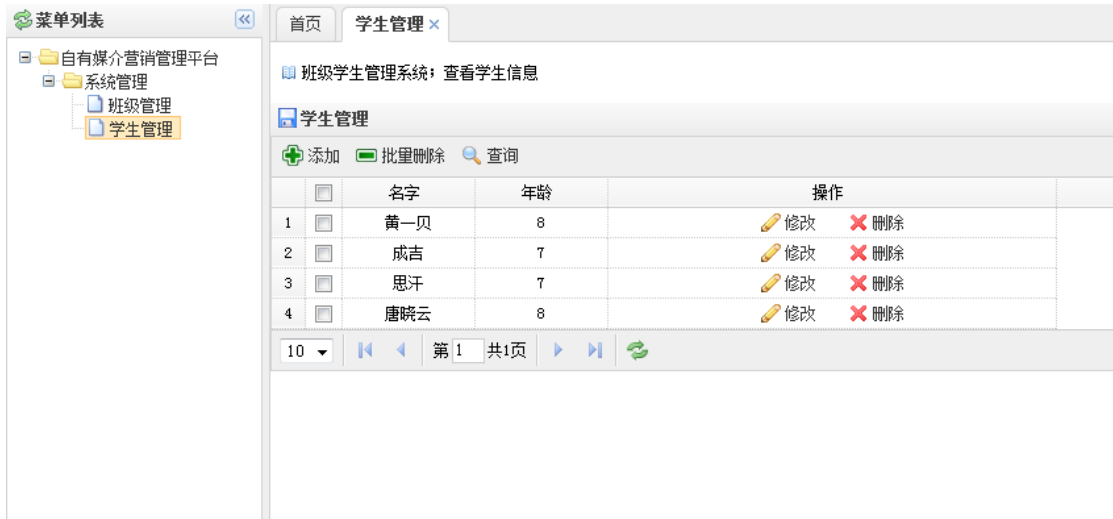 菜单列表
自有媒介营销管理平台
系统管理
班级管理
学生管理
首页 学生管理
班级学生管理系统；查看学生信息
学生管理
添加 批量删除 查询
名字 年龄 操作
1 黄一贝 8 修改 删除
2 成吉 7 修改 删除
3 思汗 7 修改 删除
4 唐晓云 8 修改 删除
10 第 1 共1页